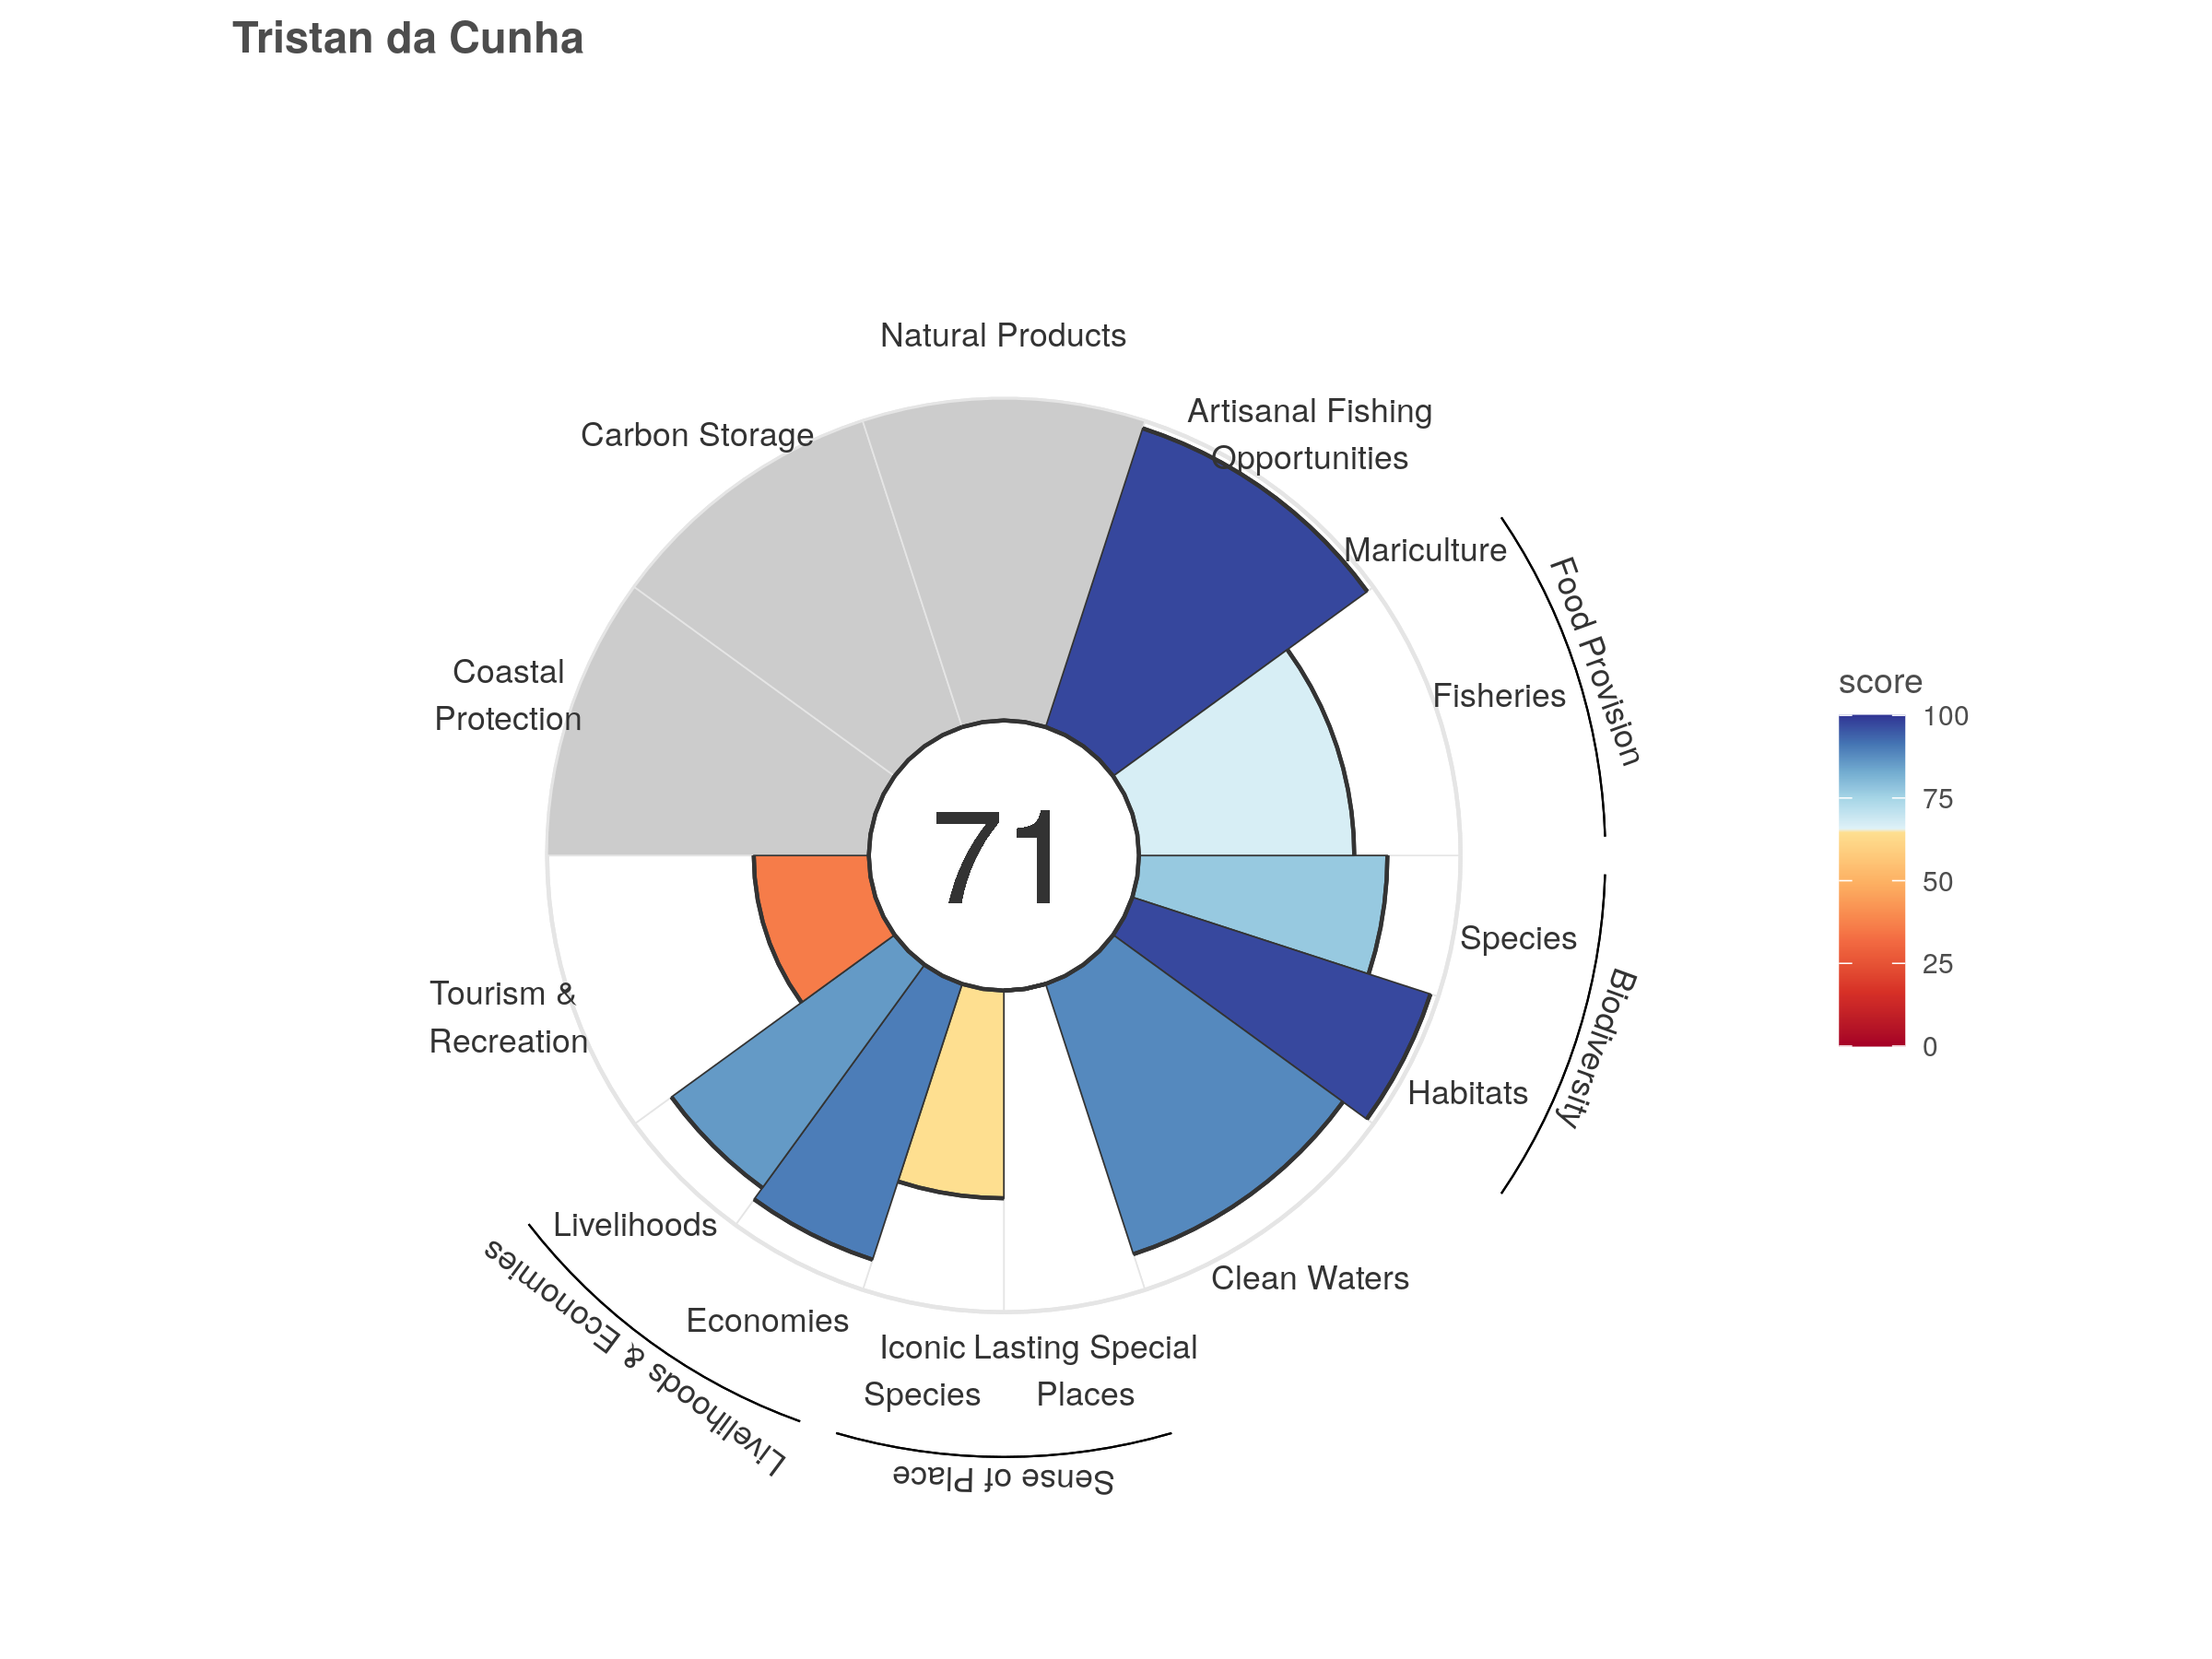 Tristan da Cunha
Natural Products
Artisanal Fishing
Opportunities
Carbon Storage
Mariculture
Food Provision
Fisheries
Coastal
Protection
71
score
100
75
50
25
0
Species
Biodiversity
Habitats
Tourism &
Recreation
Livelihoods
Livelihoods & Economies
Economies
Clean Waters
Iconic
Species
Lasting Special
Places
Sense of Place